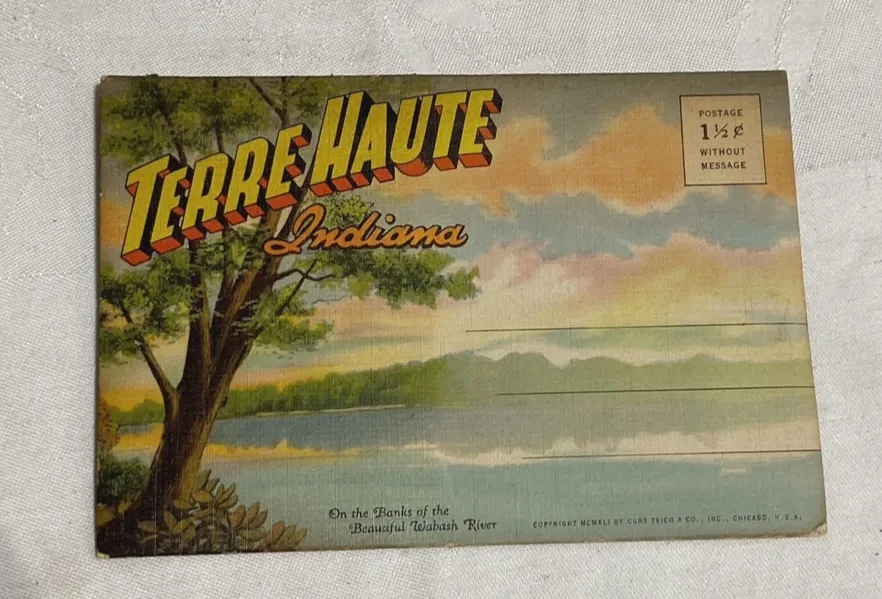 TERRE HAUTE
Indiana
POSTAGE
1½¢
WITHOUT
MESSAGE
On the Banks of the
Beautiful Wabash River
COPYRIGHT MCMXLI BY CURT TEICH & CO., INC., CHICAGO, U.S.A.